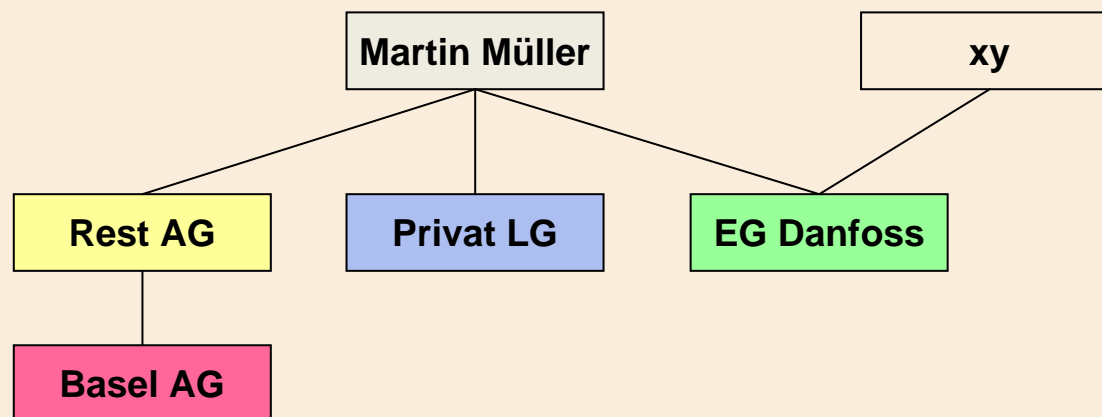 Martin Müller
xy
Rest AG
Privat LG
EG Danfoss
Basel AG